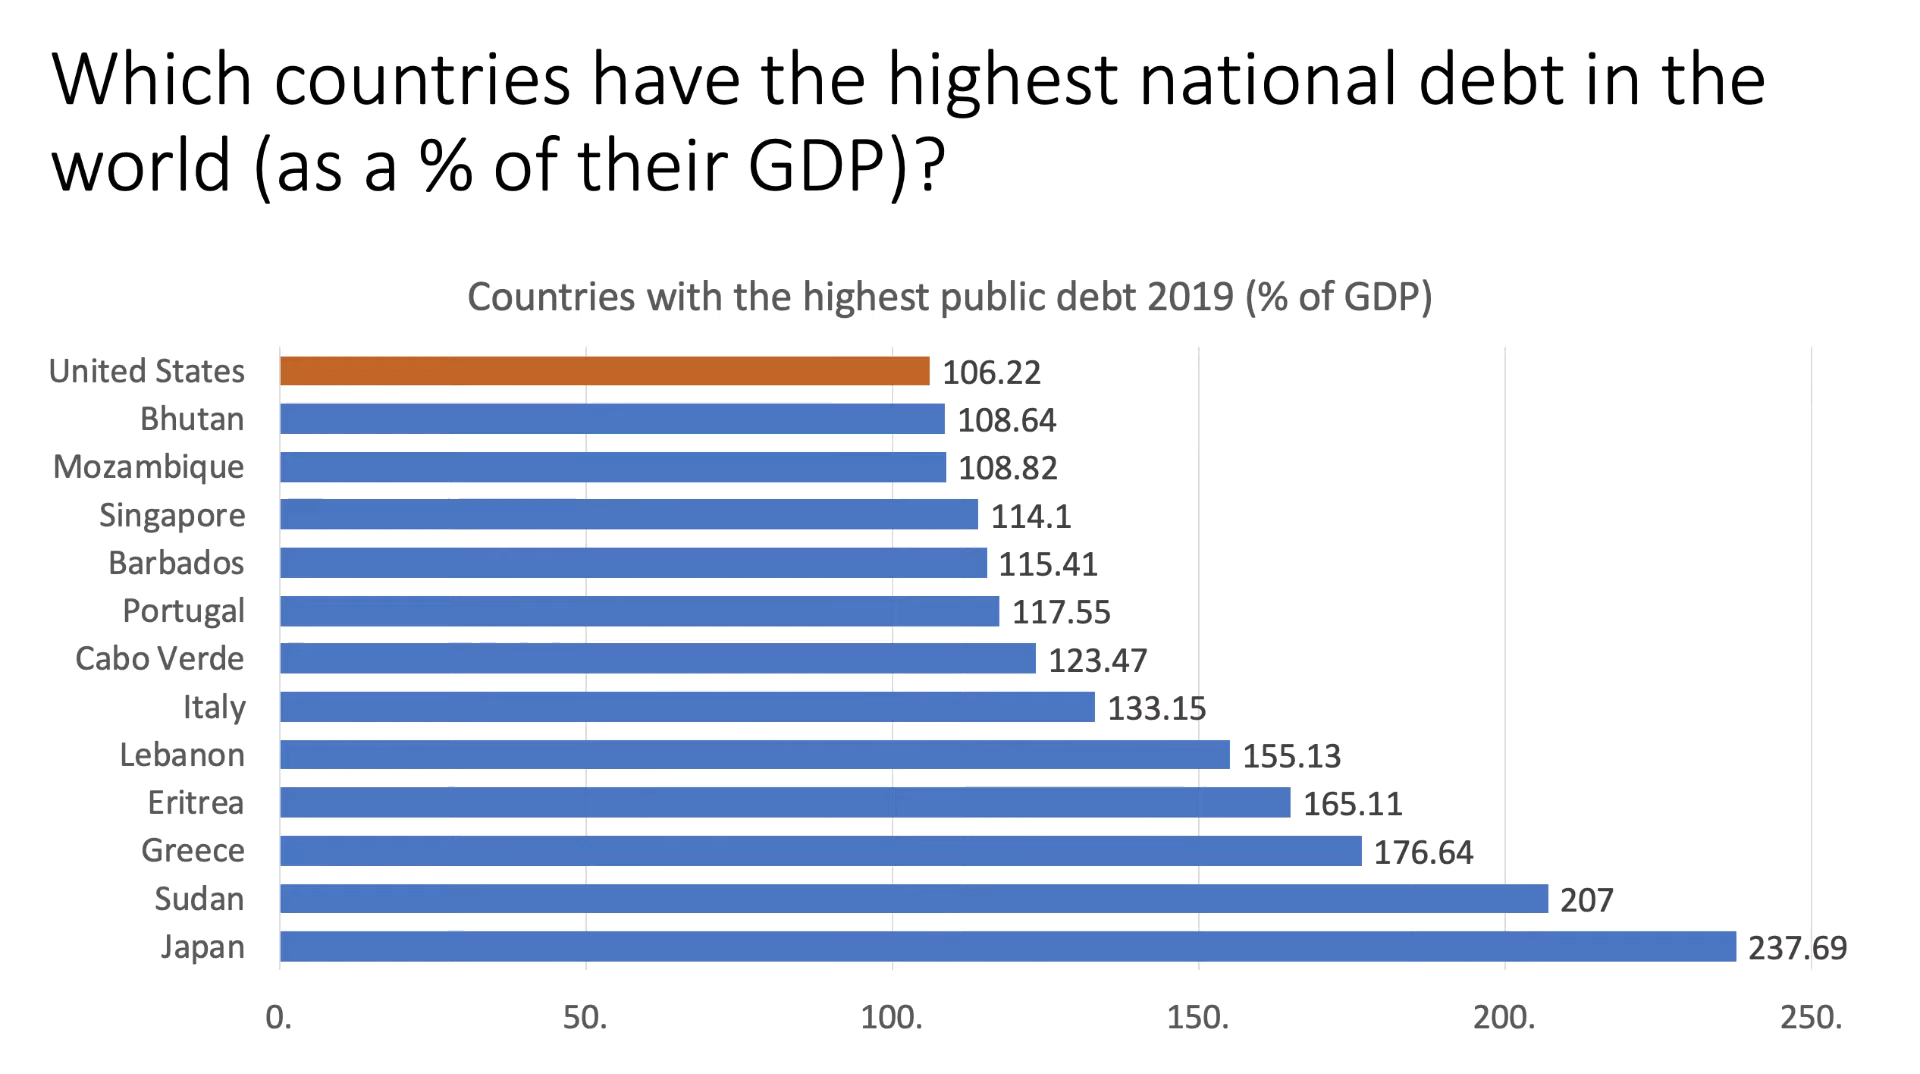 Which countries have the highest national debt in the
world (as a % of their GDP)?
Countries with the highest public debt 2019 (% of GDP)
United States 106.22
Bhutan 108.64
Mozambique 108.82
Singapore 114.1
Barbados 115.41
Portugal 117.55
Cabo Verde 123.47
Italy 133.15
Lebanon 155.13
Eritrea 165.11
Greece 176.64
Sudan 207
Japan 237.69
0. 50. 100. 150. 200. 250.